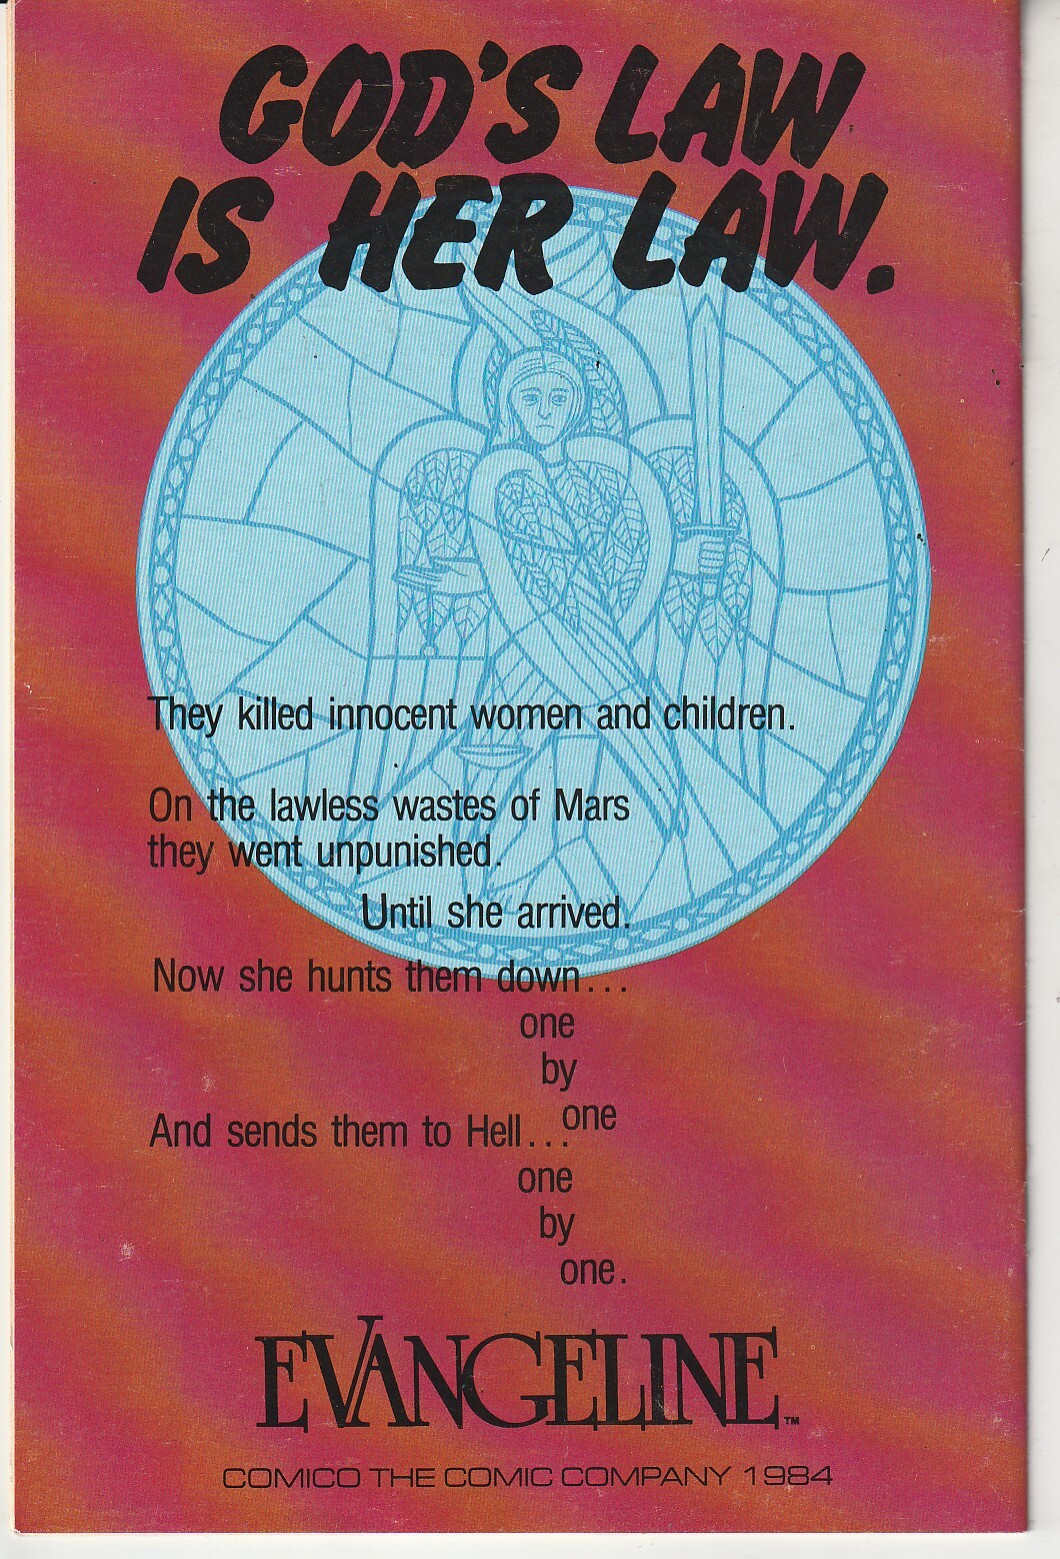 GOD'S LAW
IS HER LAW.
They killed innocent women and children.
On the lawless wastes of Mars
they went unpunished.
Until she arrived.
Now she hunts them down...
one
by
one
And sends them to Hell...
one
by
one.
EVANGELINE™
COMICO THE COMIC COMPANY 1984